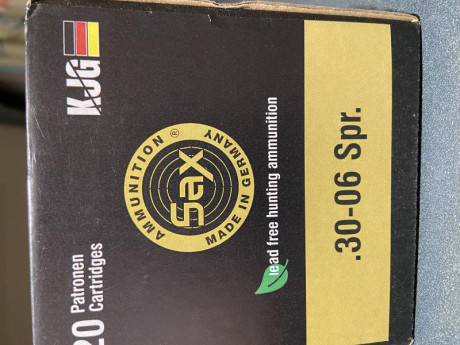 KJG
AMMUNITION ®
Sax
MADE IN GERMANY
20 Patronen
Cartridges
lead free hunting ammunition
.30-06 Spr.